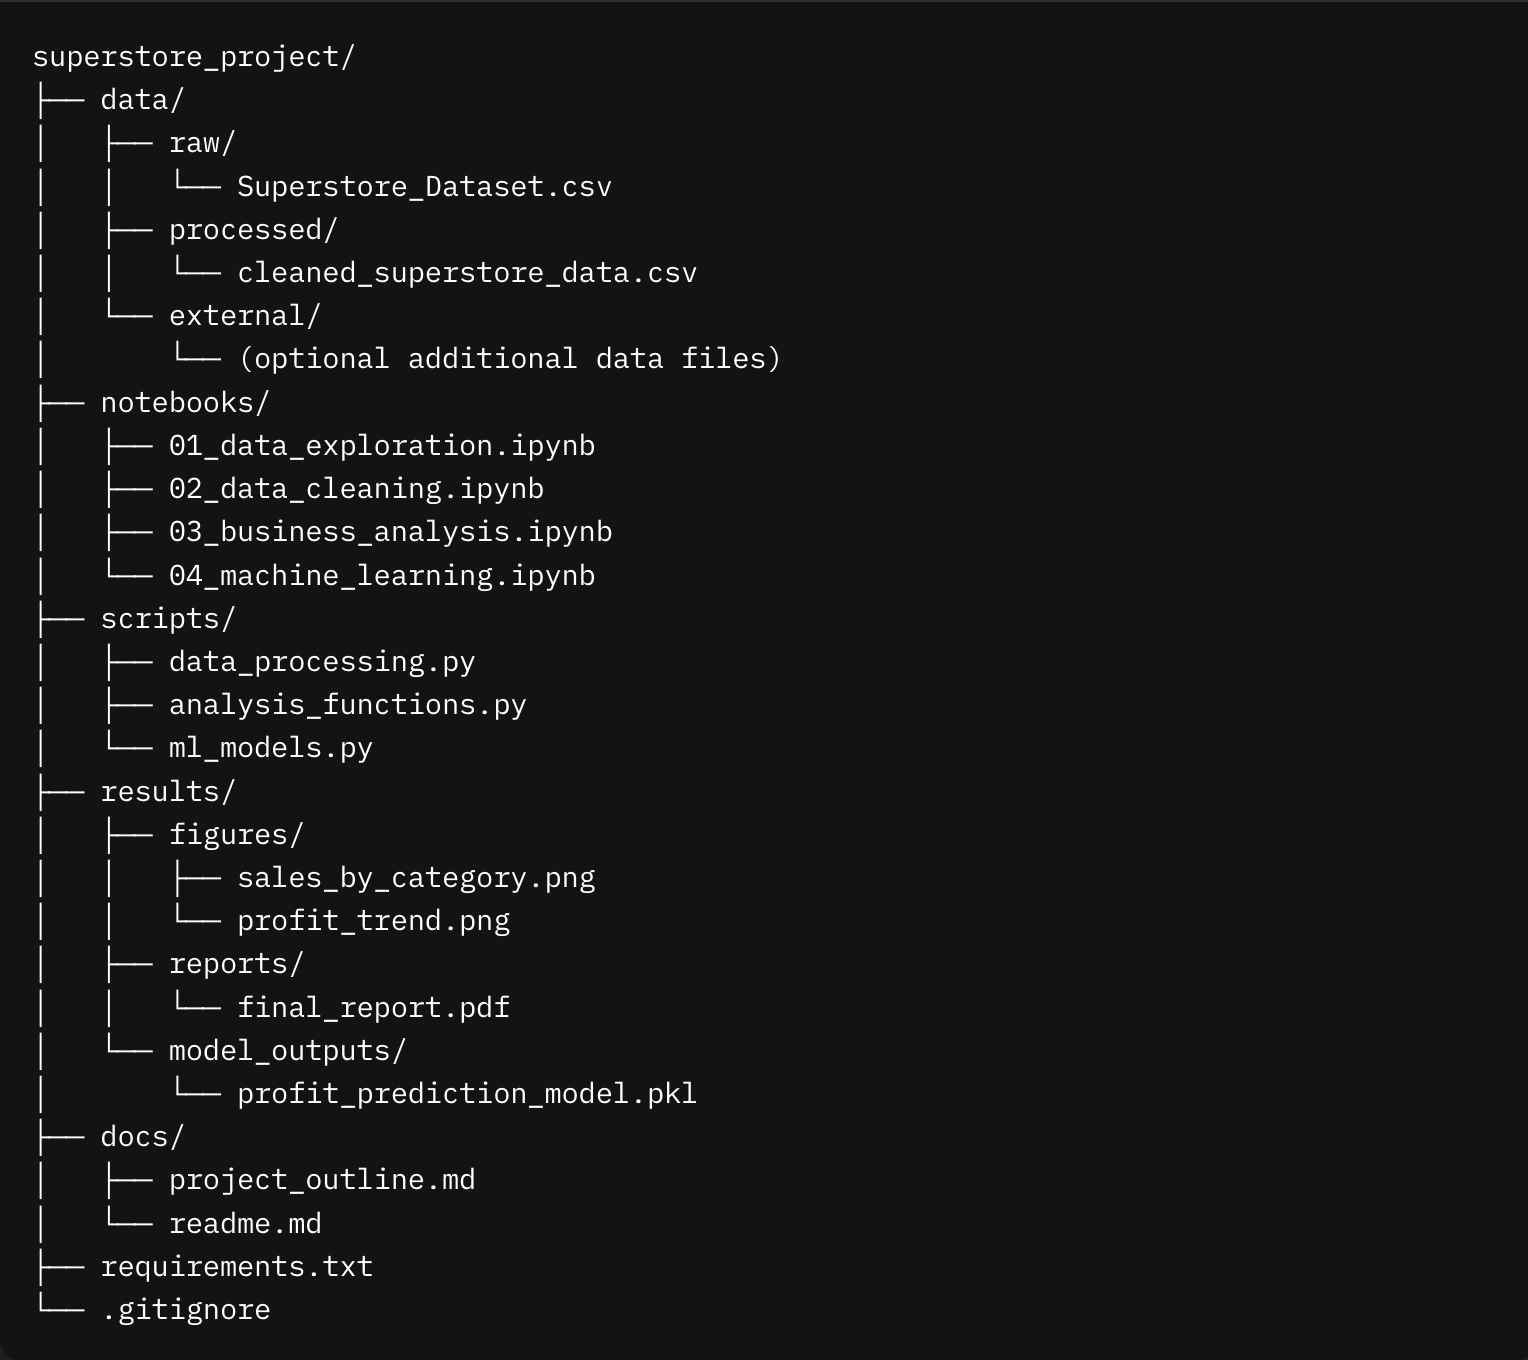 superstore_project/
├── data/
│   ├── raw/
│   │   └── Superstore_Dataset.csv
│   ├── processed/
│   │   └── cleaned_superstore_data.csv
│   └── external/
│       └── (optional additional data files)
├── notebooks/
│   ├── 01_data_exploration.ipynb
│   ├── 02_data_cleaning.ipynb
│   ├── 03_business_analysis.ipynb
│   └── 04_machine_learning.ipynb
├── scripts/
│   ├── data_processing.py
│   ├── analysis_functions.py
│   └── ml_models.py
├── results/
│   ├── figures/
│   │   ├── sales_by_category.png
│   │   └── profit_trend.png
│   ├── reports/
│   │   └── final_report.pdf
│   └── model_outputs/
│       └── profit_prediction_model.pkl
├── docs/
│   ├── project_outline.md
│   └── readme.md
├── requirements.txt
└── .gitignore